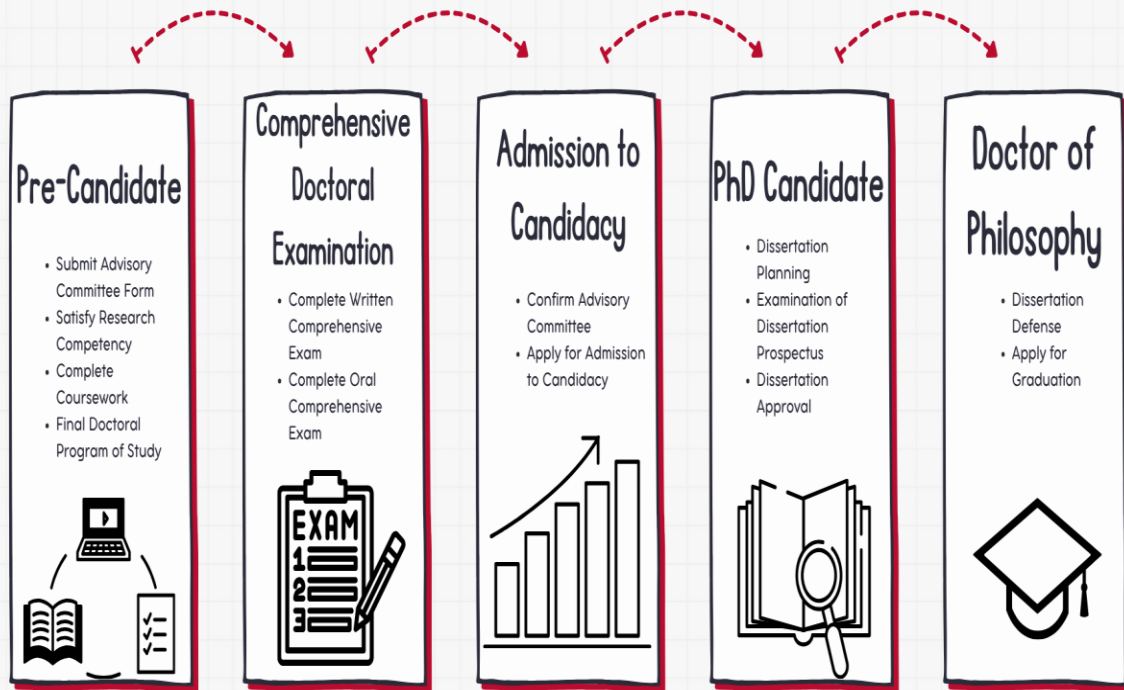 Pre-Candidate
• Submit Advisory
Committee Form
• Satisfy Research
Competency
• Complete
Coursework
• Final Doctoral
Program of Study
Comprehensive
Doctoral
Examination
• Complete Written
Comprehensive
Exam
• Complete Oral
Comprehensive
Exam
EXAM
1
2
3
Admission to
Candidacy
• Confirm Advisory
Committee
• Apply for Admission
to Candidacy
PhD Candidate
• Dissertation
Planning
• Examination of
Dissertation
Prospectus
• Dissertation
Approval
Doctor of
Philosophy
• Dissertation
Defense
• Apply for
Graduation